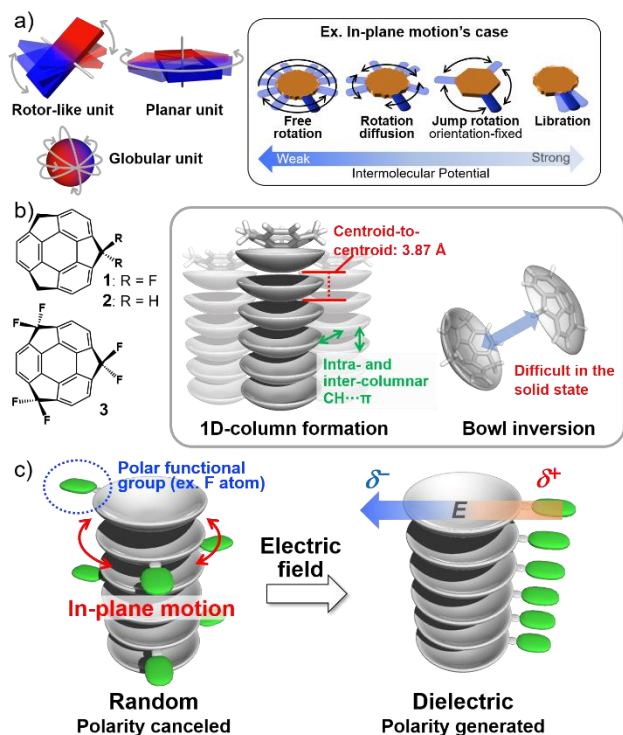 a)
Rotor-like unit
Planar unit
Globular unit
Ex. In-plane motion's case
Free
rotation
Rotation
diffusion
Jump rotation
orientation-fixed
Libration
Weak
Strong
Intermolecular Potential
b)
R
R
1: R = F
2: R = H
F
F
F
F
F
F
3
Centroid-to-
centroid: 3.87 Å
Intra- and
inter-columnar
CH···π
1D-column formation
Difficult in the
solid state
Bowl inversion
c)
Polar functional
group (ex. F atom)
In-plane motion
Random
Polarity canceled
Electric
field
δ−
δ+
E
Dielectric
Polarity generated